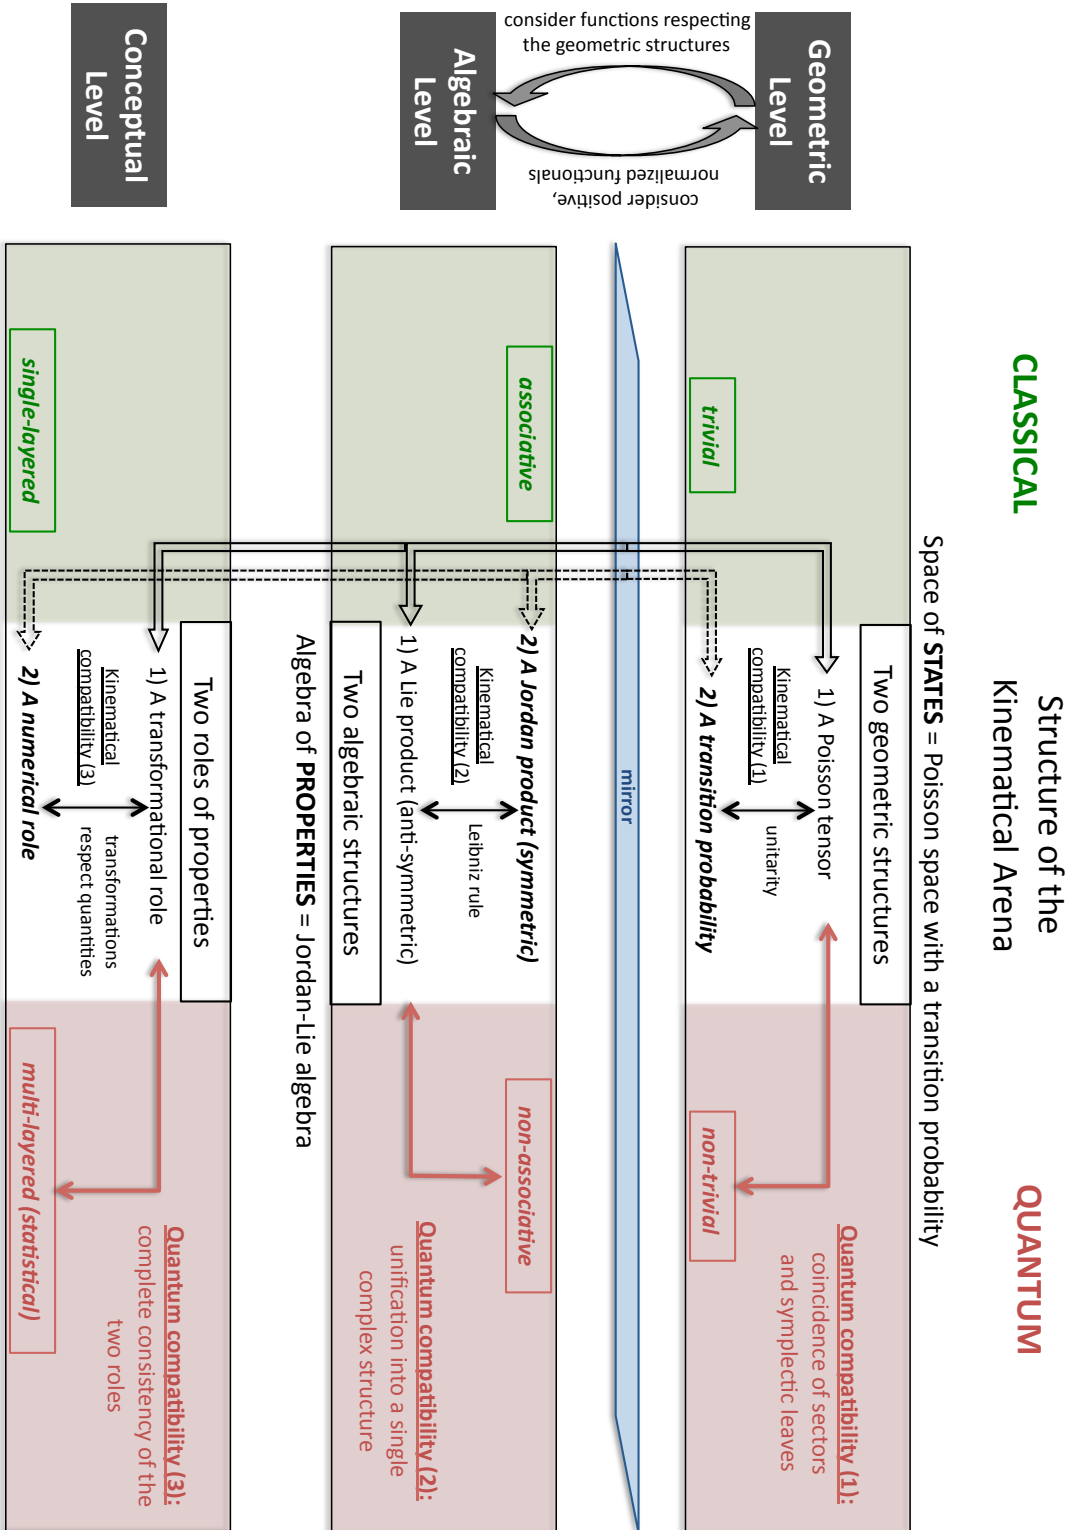 Structure of the
Kinematical Arena
CLASSICAL
QUANTUM
Space of STATES = Poisson space with a transition probability
Geometric
Level
Two geometric structures
1) A Poisson tensor
Kinematical
compatibility (1)
unitarity
2) A transition probability
trivial
non-trivial
Quantum compatibility (1):
coincidence of sectors
and symplectic leaves
consider functions respecting
the geometric structures
consider positive,
normalized functionals
mirror
Algebraic
Level
2) A Jordan product (symmetric)
Kinematical
compatibility (2)
Leibniz rule
1) A Lie product (anti-symmetric)
Two algebraic structures
associative
non-associative
Quantum compatibility (2):
unification into a single
complex structure
Algebra of PROPERTIES = Jordan-Lie algebra
Conceptual
Level
Two roles of properties
1) A transformational role
Kinematical
compatibility (3)
transformations
respect quantities
2) A numerical role
single-layered
multi-layered (statistical)
Quantum compatibility (3):
complete consistency of the
two roles